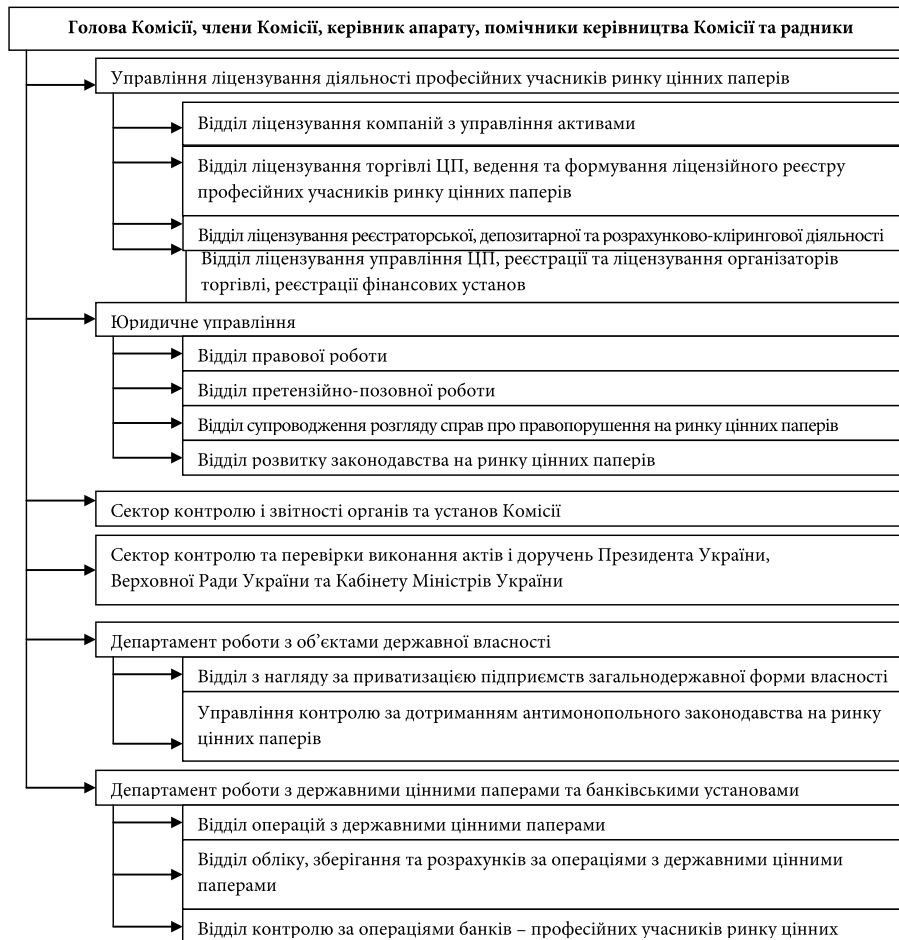 Голова Комісії, члени Комісії, керівник апарату, помічники керівництва Комісії та радники
Управління ліцензування діяльності професійних учасників ринку цінних паперів
Відділ ліцензування компаній з управління активами
Відділ ліцензування торгівлі ЦП, ведення та формування ліцензійного реєстру
професійних учасників ринку цінних паперів
Відділ ліцензування реєстраторської, депозитарної та розрахунково-клірингової діяльності
Відділ ліцензування управління ЦП, реєстрації та ліцензування організаторів
торгівлі, реєстрації фінансових установ
Юридичне управління
Відділ правової роботи
Відділ претензійно-позовної роботи
Відділ супроводження розгляду справ про правопорушення на ринку цінних паперів
Відділ розвитку законодавства на ринку цінних паперів
Сектор контролю і звітності органів та установ Комісії
Сектор контролю та перевірки виконання актів і доручень Президента України,
Верховної Ради України та Кабінету Міністрів України
Департамент роботи з об’єктами державної власності
Відділ з нагляду за приватизацією підприємств загальнодержавної форми власності
Управління контролю за дотриманням антимонопольного законодавства на ринку
цінних паперів
Департамент роботи з державними цінними паперами та банківськими установами
Відділ операцій з державними цінними паперами
Відділ обліку, зберігання та розрахунків за операціями з державними цінними
паперами
Відділ контролю за операціями банків – професійних учасників ринку цінних